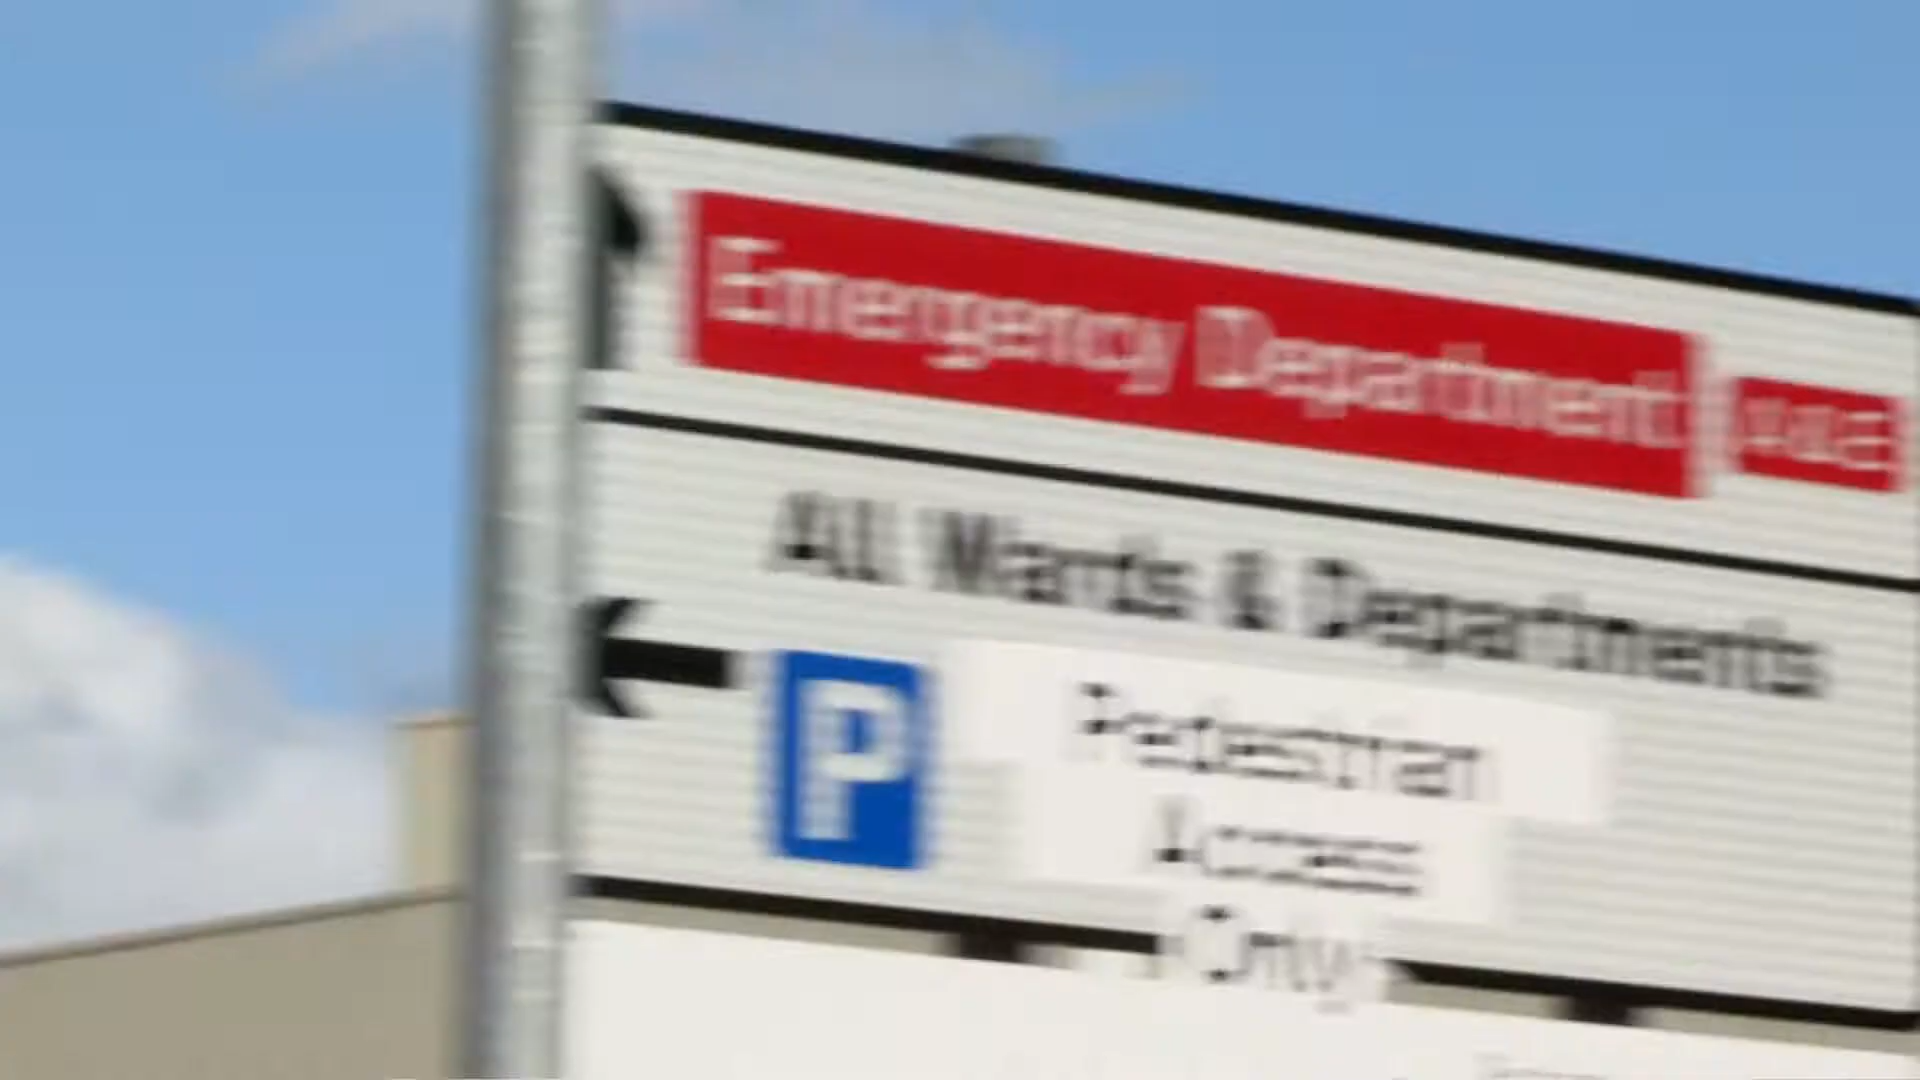 Emergency Department A&E
All Wards & Departments
P Pedestrian
Access
Only